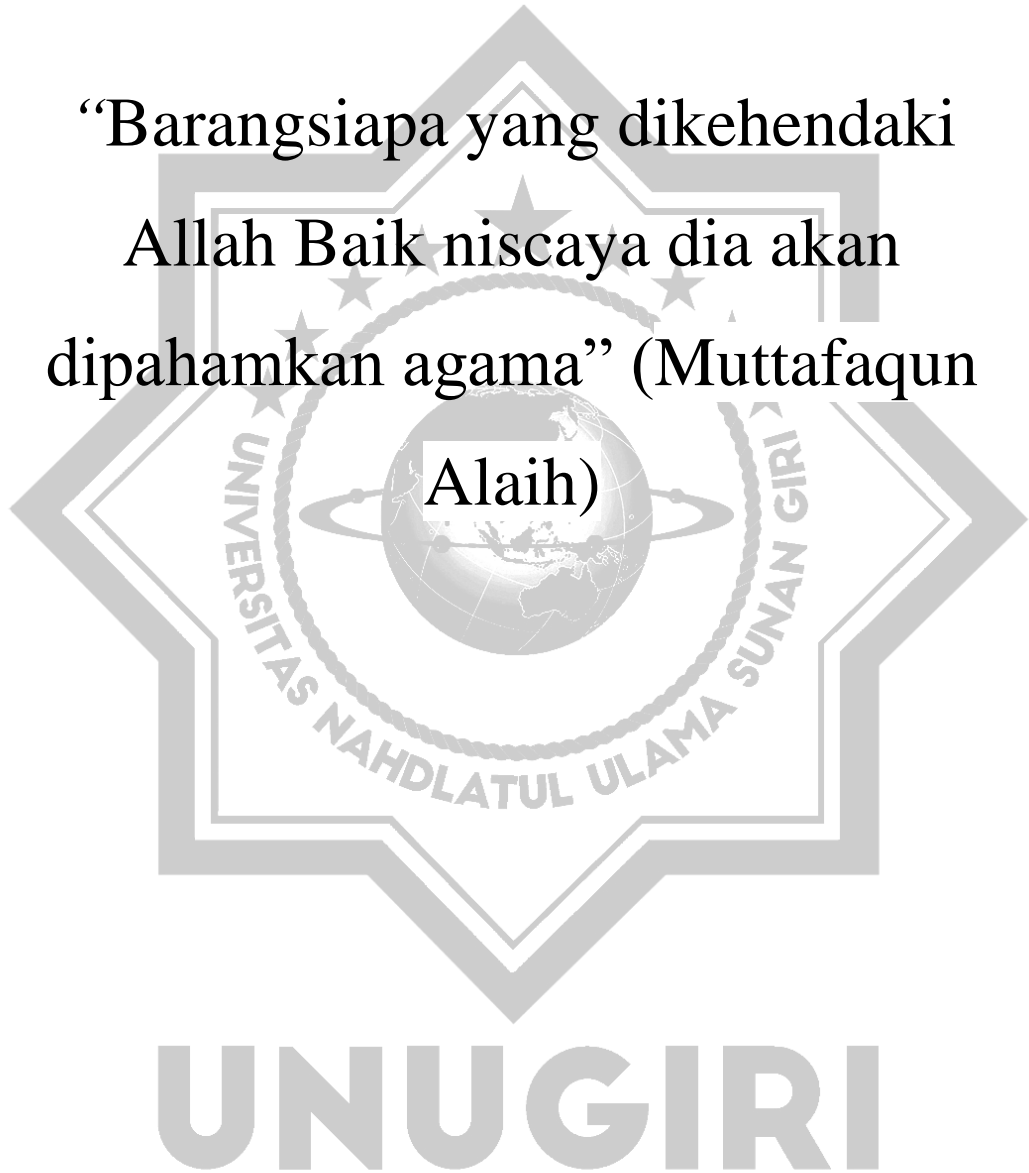 “Barangsiapa yang dikehendaki
Allah Baik niscaya dia akan
dipahamkan agama” (Muttafaqun
Alaih)
UNIVERSITAS NAHDLATUL ULAMA SUNAN GIRI
UNUGIRI